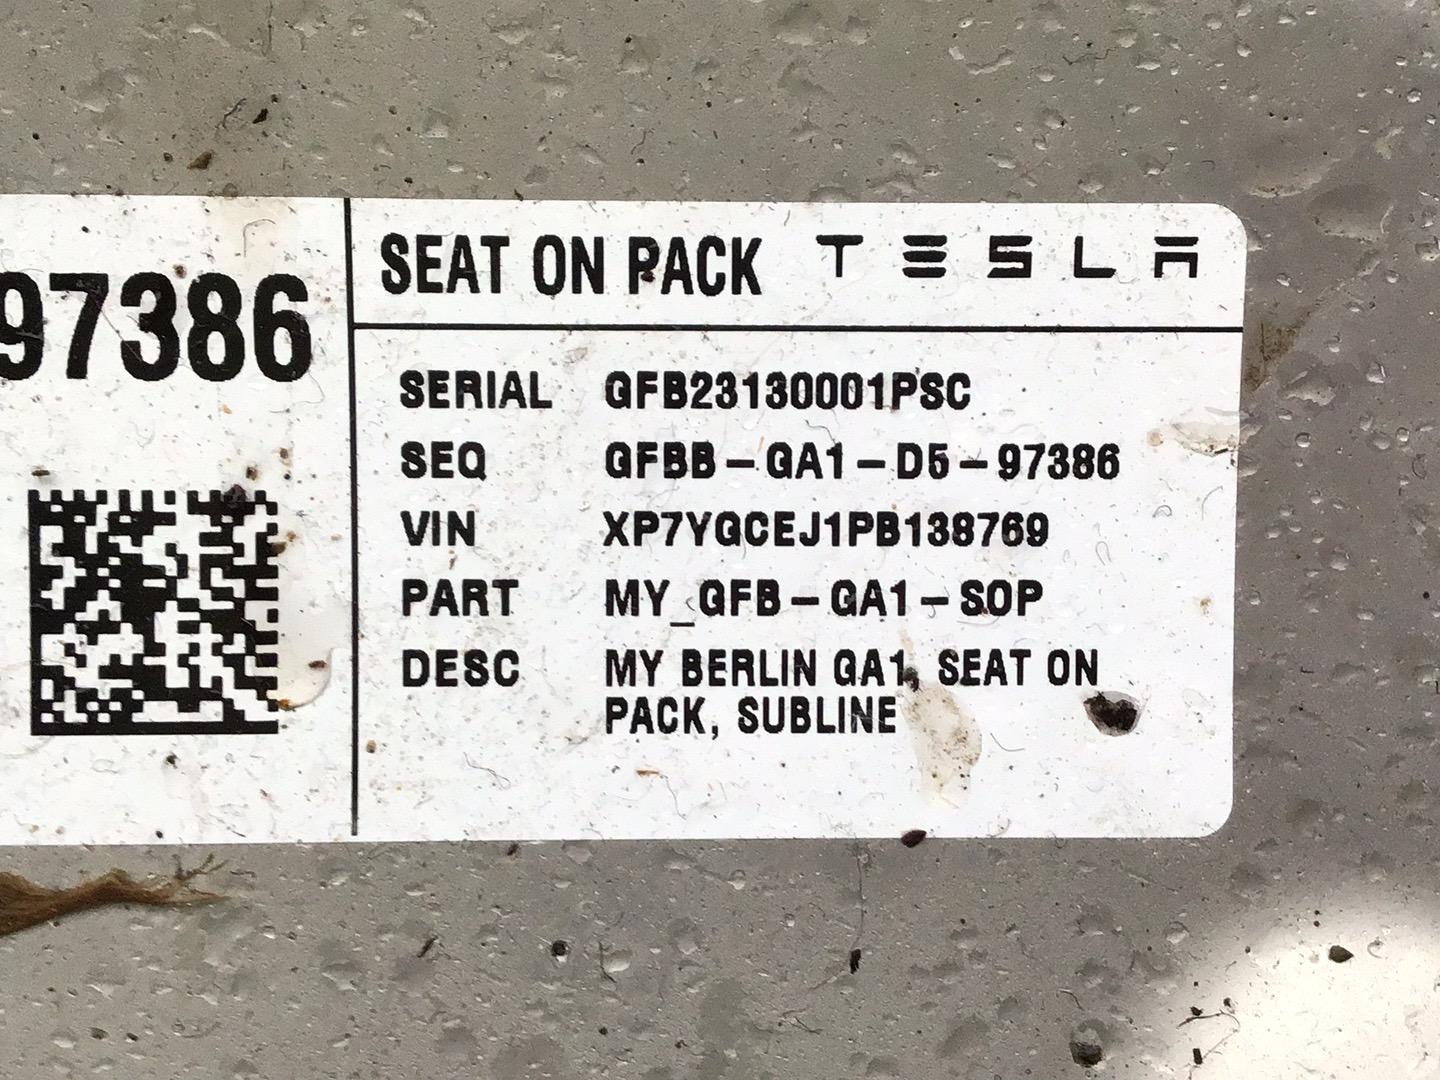 97386
SEAT ON PACK TESLA
SERIAL GFB23130001PSC
SEQ GFBB-GA1-D5-97386
VIN XP7YGCEJ1PB138769
PART MY_GFB-GA1-SOP
DESC MY BERLIN GA1, SEAT ON
PACK, SUBLINE